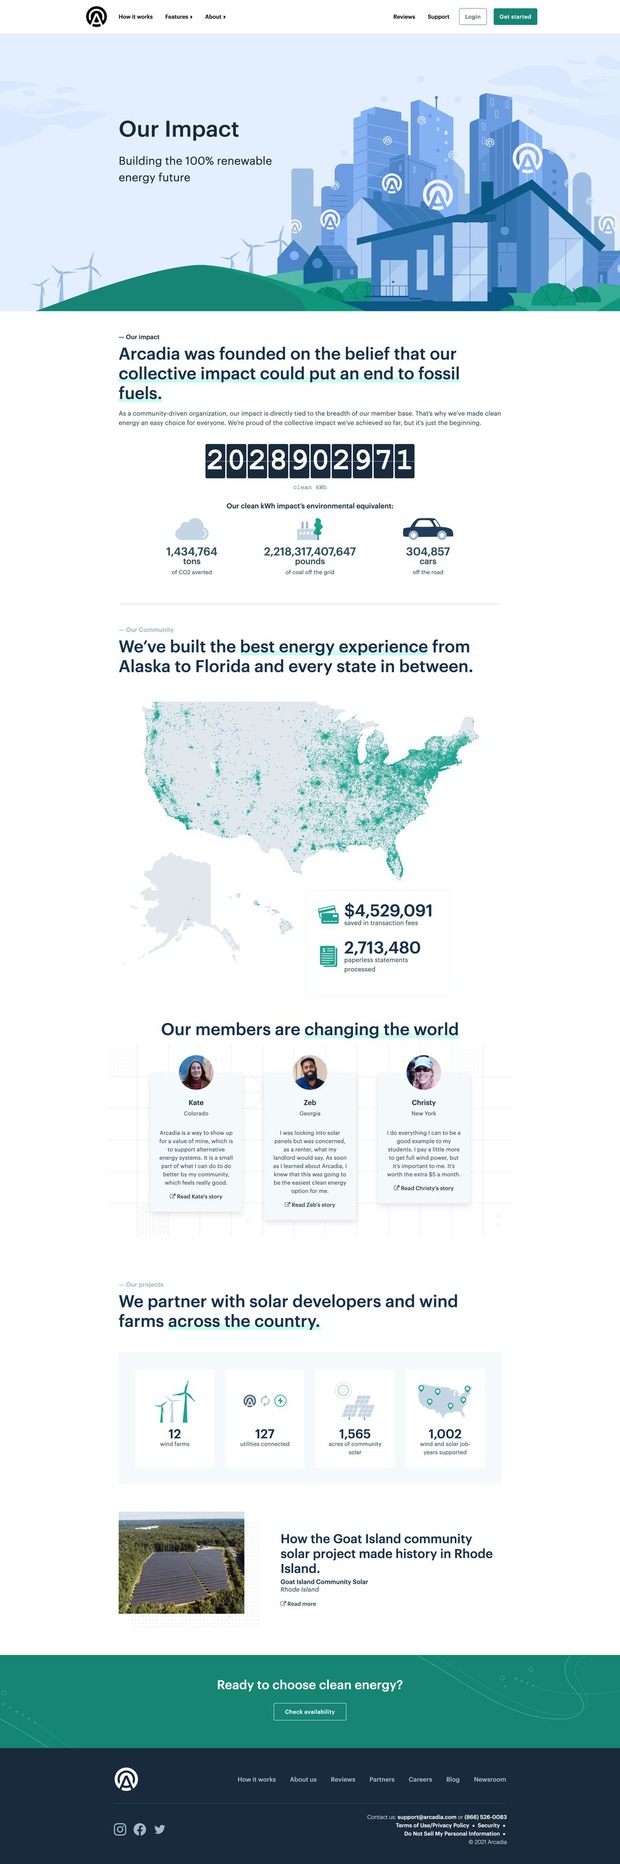 How it works
Features
About
Reviews
Support
Login
Get started
Our Impact
Building the 100% renewable
energy future
— Our impact
Arcadia was founded on the belief that our
collective impact could put an end to fossil
fuels.
As a community-driven organization, our impact is directly tied to the breadth of our member base. That's why we've made clean
energy an easy choice for everyone. We're proud of the collective impact we've achieved so far, but it's just the beginning.
2028902971
clean kWh
Our clean kWh impact's environmental equivalent:
1,434,764
tons
of CO2 averted
2,218,317,407,647
pounds
of coal off the grid
304,857
cars
off the road
— Our Community
We've built the best energy experience from
Alaska to Florida and every state in between.
$4,529,091
saved in transaction fees
2,713,480
paperless statements
processed
Our members are changing the world
Kate
Colorado
Arcadia is a way to show up
for a value of mine, which is
to support alternative
energy systems. It is a small
part of what I can do to do
better by my community,
which feels really good.
Read Kate's story
Zeb
Georgia
I was looking into solar
panels but was concerned,
as a renter, what my
landlord would say. As soon
as I learned about Arcadia, I
knew that this was going to
be the easiest clean energy
option for me.
Read Zeb's story
Christy
New York
I do everything I can to be a
good example to my
students. I pay a little more
to get full wind power, but
it's important to me. It's
worth the extra $5 a month.
Read Christy's story
— Our projects
We partner with solar developers and wind
farms across the country.
12
wind farms
127
utilities connected
1,565
acres of community
solar
1,002
wind and solar job-
years supported
How the Goat Island community
solar project made history in Rhode
Island.
Goat Island Community Solar
Rhode Island
Read more
Ready to choose clean energy?
Check availability
How it works
About us
Reviews
Partners
Careers
Blog
Newsroom
Contact us: support@arcadia.com or (866) 526-0083
Terms of Use/Privacy Policy • Security •
Do Not Sell My Personal Information •
© 2021 Arcadia